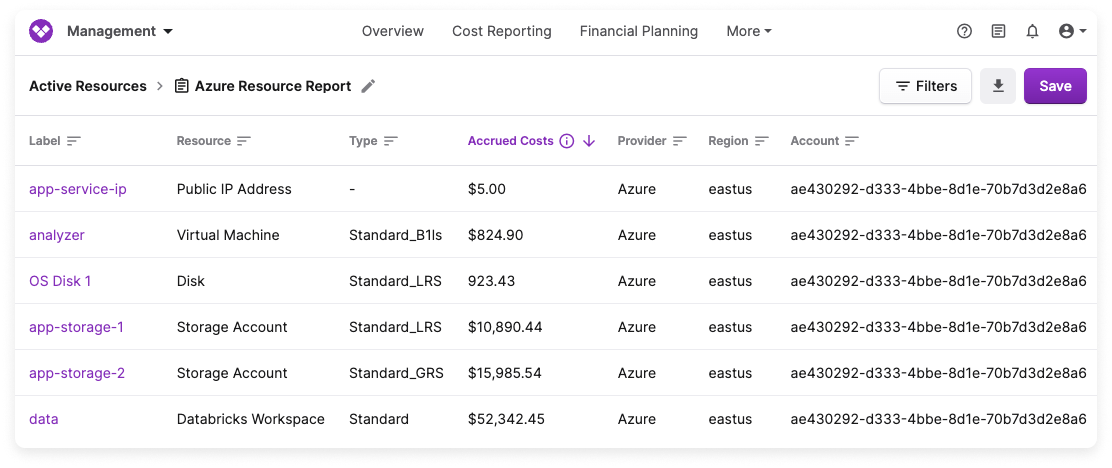 Management Overview Cost Reporting Financial Planning More
Active Resources > Azure Resource Report Filters Save
Label Resource Type Accrued Costs Provider Region Account
app-service-ip Public IP Address - $5.00 Azure eastus ae430292-d333-4bbe-8d1e-70b7d3d2e8a6
analyzer Virtual Machine Standard_B1ls $824.90 Azure eastus ae430292-d333-4bbe-8d1e-70b7d3d2e8a6
OS Disk 1 Disk Standard_LRS 923.43 Azure eastus ae430292-d333-4bbe-8d1e-70b7d3d2e8a6
app-storage-1 Storage Account Standard_LRS $10,890.44 Azure eastus ae430292-d333-4bbe-8d1e-70b7d3d2e8a6
app-storage-2 Storage Account Standard_GRS $15,985.54 Azure eastus ae430292-d333-4bbe-8d1e-70b7d3d2e8a6
data Databricks Workspace Standard $52,342.45 Azure eastus ae430292-d333-4bbe-8d1e-70b7d3d2e8a6